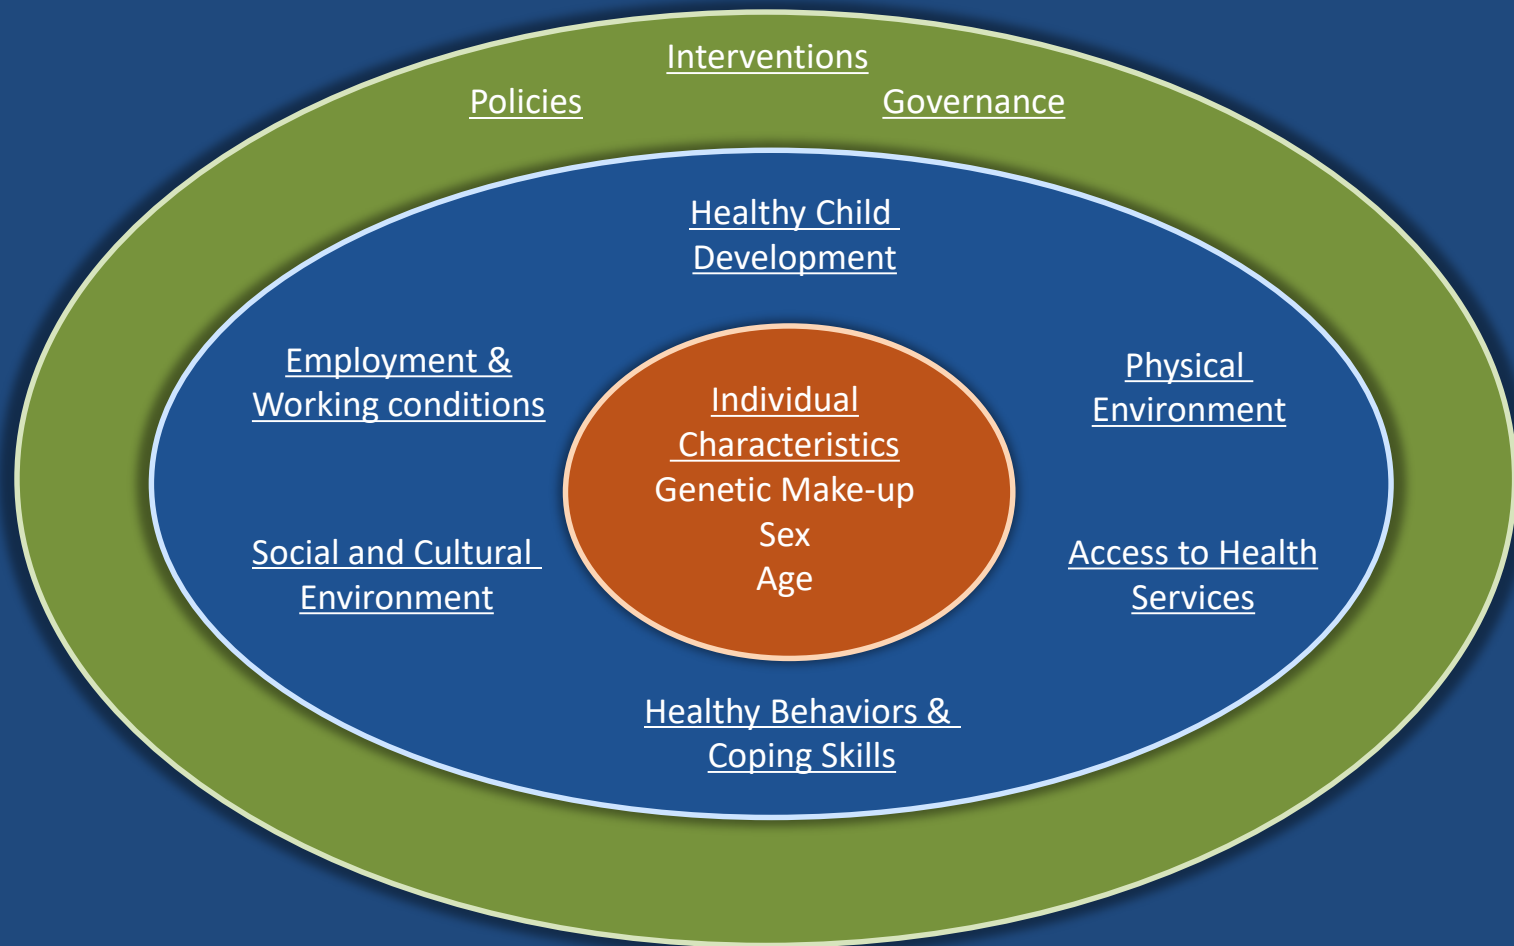 Interventions
Policies
Governance
Healthy Child
Development
Employment &
Working conditions
Physical
Environment
Individual
Characteristics
Genetic Make-up
Sex
Age
Social and Cultural
Environment
Access to Health
Services
Healthy Behaviors &
Coping Skills